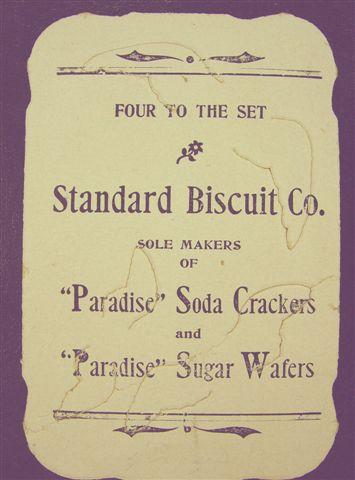 FOUR TO THE SET
Standard Biscuit Co.
SOLE MAKERS
OF
"Paradise" Soda Crackers
and
"Paradise" Sugar Wafers